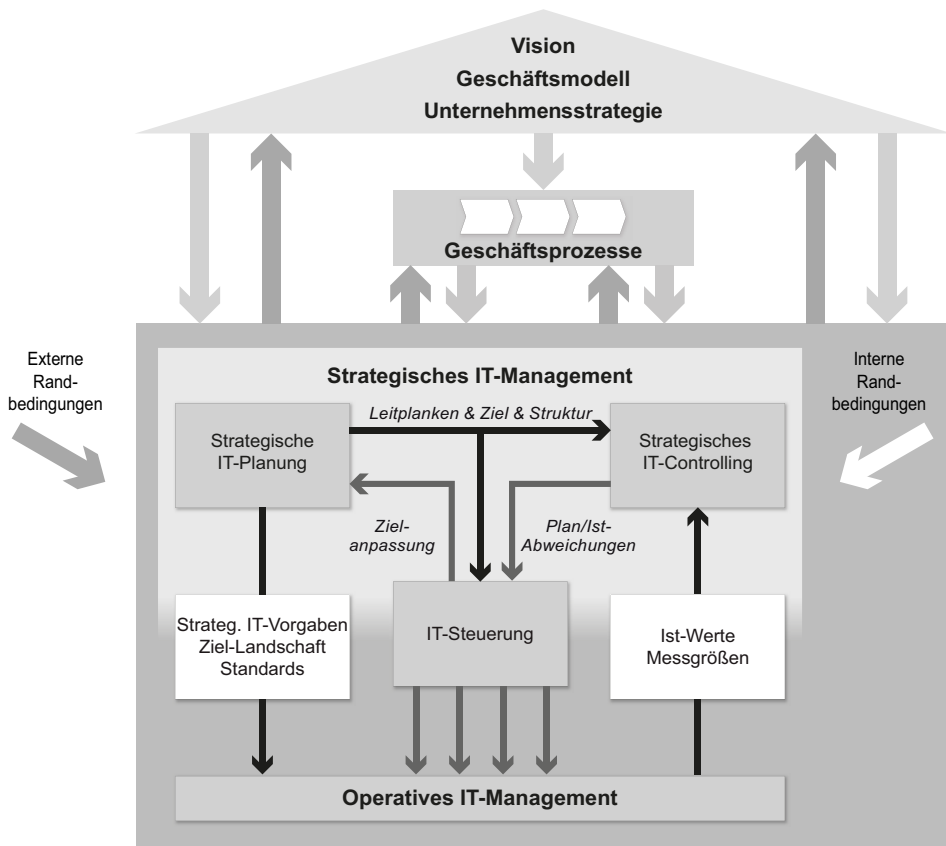 Vision
Geschäftsmodell
Unternehmensstrategie
Geschäftsprozesse
Externe
Rand-
bedingungen
Interne
Rand-
bedingungen
Strategisches IT-Management
Leitplanken & Ziel & Struktur
Strategische
IT-Planung
Strategisches
IT-Controlling
Ziel-
anpassung
Plan/Ist-
Abweichungen
Strateg. IT-Vorgaben
Ziel-Landschaft
Standards
IT-Steuerung
Ist-Werte
Messgrößen
Operatives IT-Management